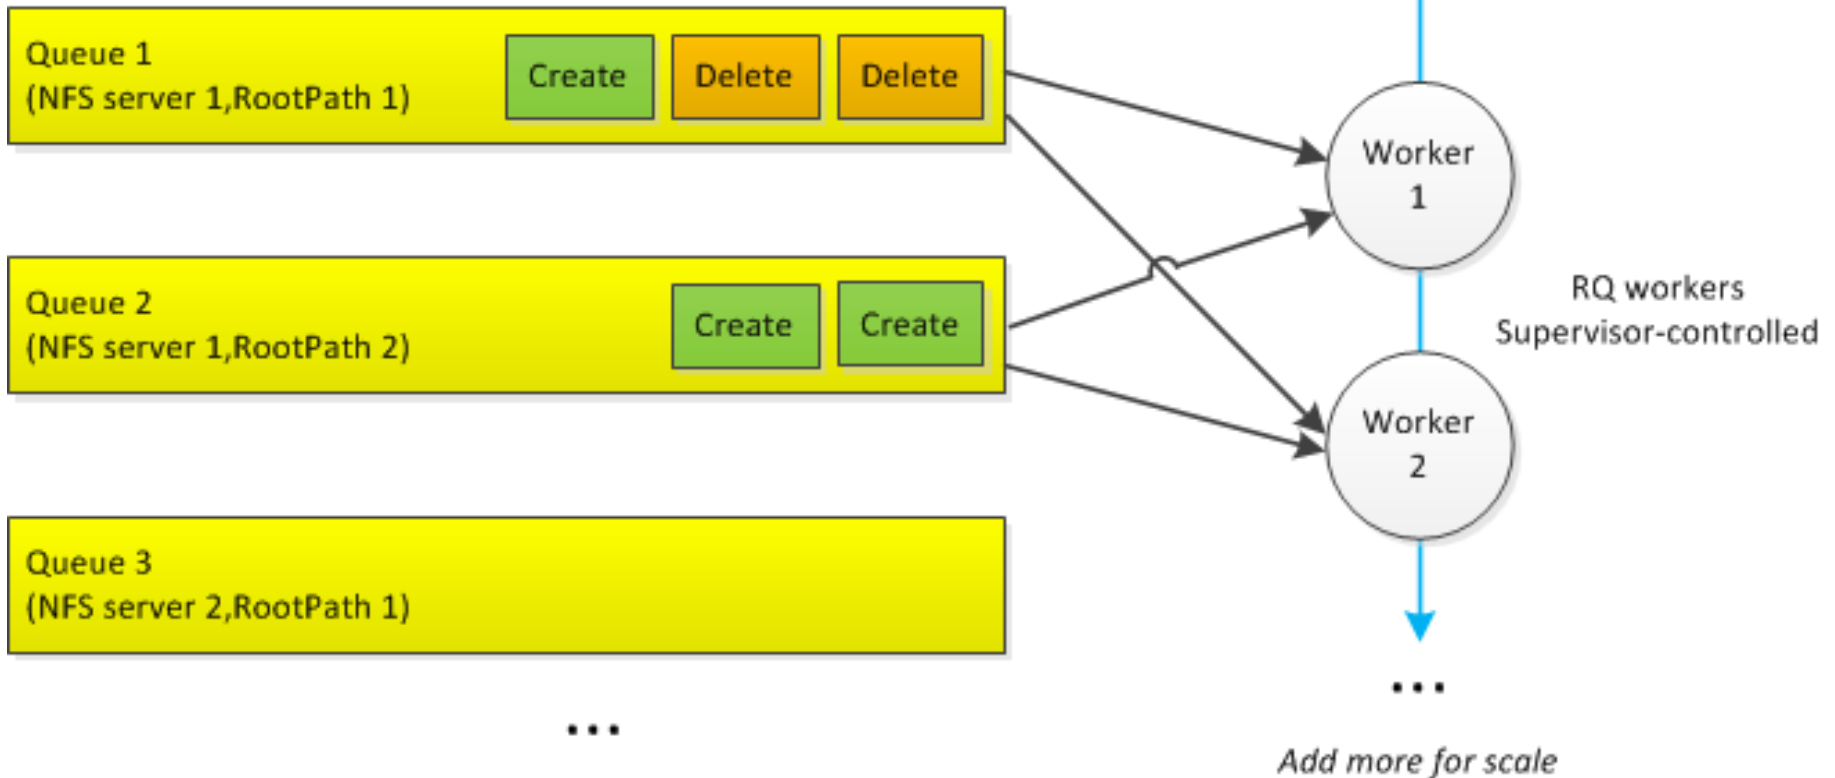 Queue 1
(NFS server 1,RootPath 1)
Create
Delete
Delete
Worker
1
Queue 2
(NFS server 1,RootPath 2)
Create
Create
RQ workers
Supervisor-controlled
Worker
2
Queue 3
(NFS server 2,RootPath 1)
...
...
Add more for scale